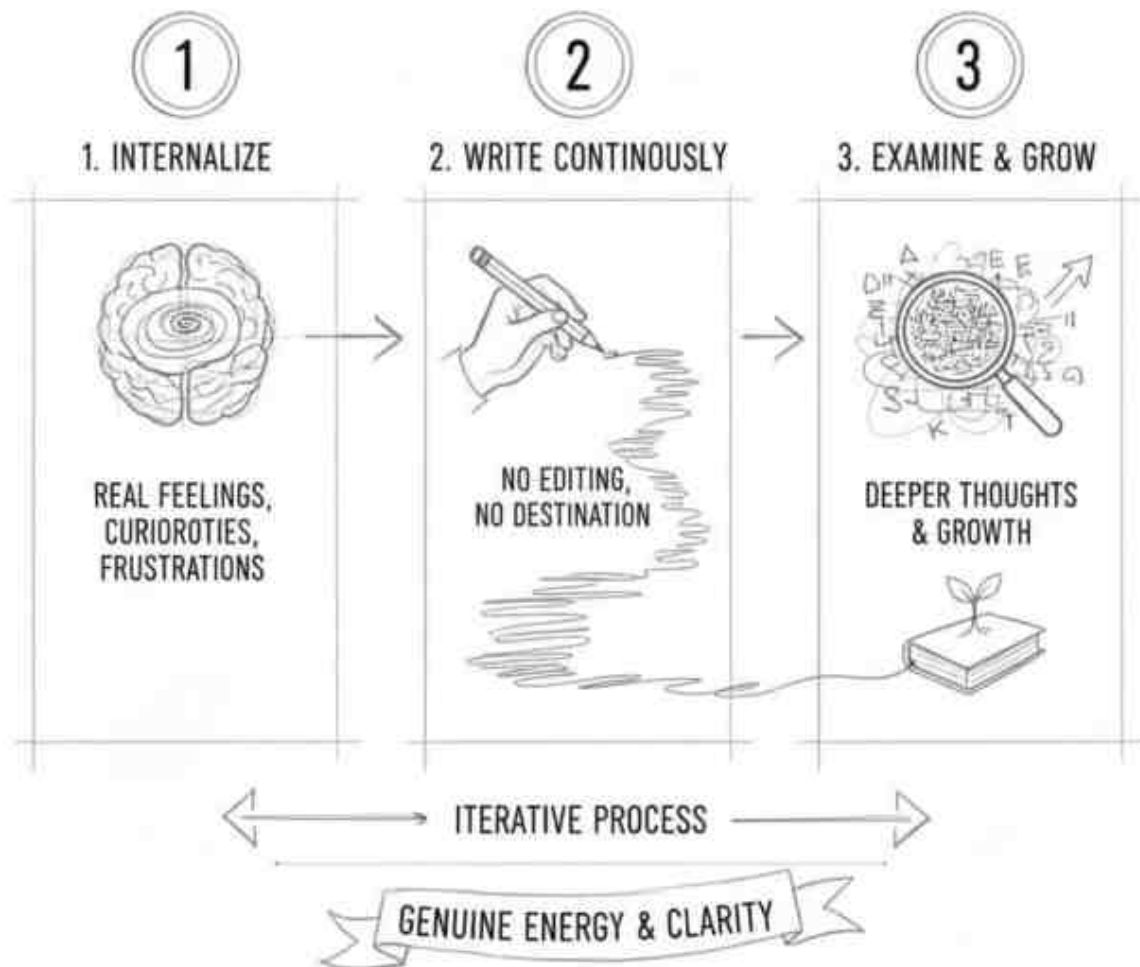 1
2
3
1. INTERNALIZE
2. WRITE CONTINOUSLY
3. EXAMINE & GROW
REAL FEELINGS,
CURIOROTIES,
FRUSTRATIONS
NO EDITING,
NO DESTINATION
DEEPER THOUGHTS
& GROWTH
ITERATIVE PROCESS
GENUINE ENERGY & CLARITY